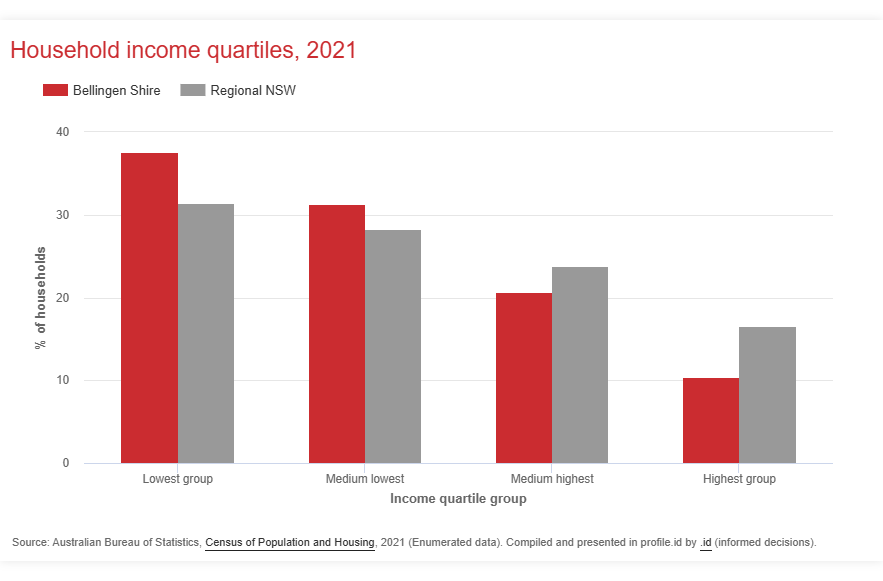 Household income quartiles, 2021
Bellingen Shire Regional NSW
40
30
20
10
0
% of households
Lowest group Medium lowest Medium highest Highest group
Income quartile group
Source: Australian Bureau of Statistics, Census of Population and Housing, 2021 (Enumerated data). Compiled and presented in profile.id by .id (informed decisions).